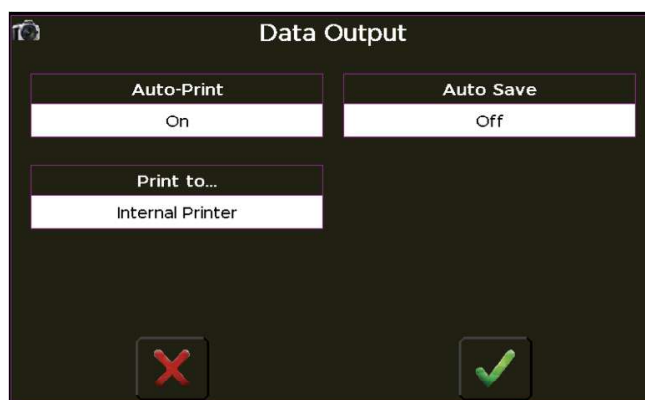 Data Output
Auto-Print
Auto Save
On
Off
Print to...
Internal Printer